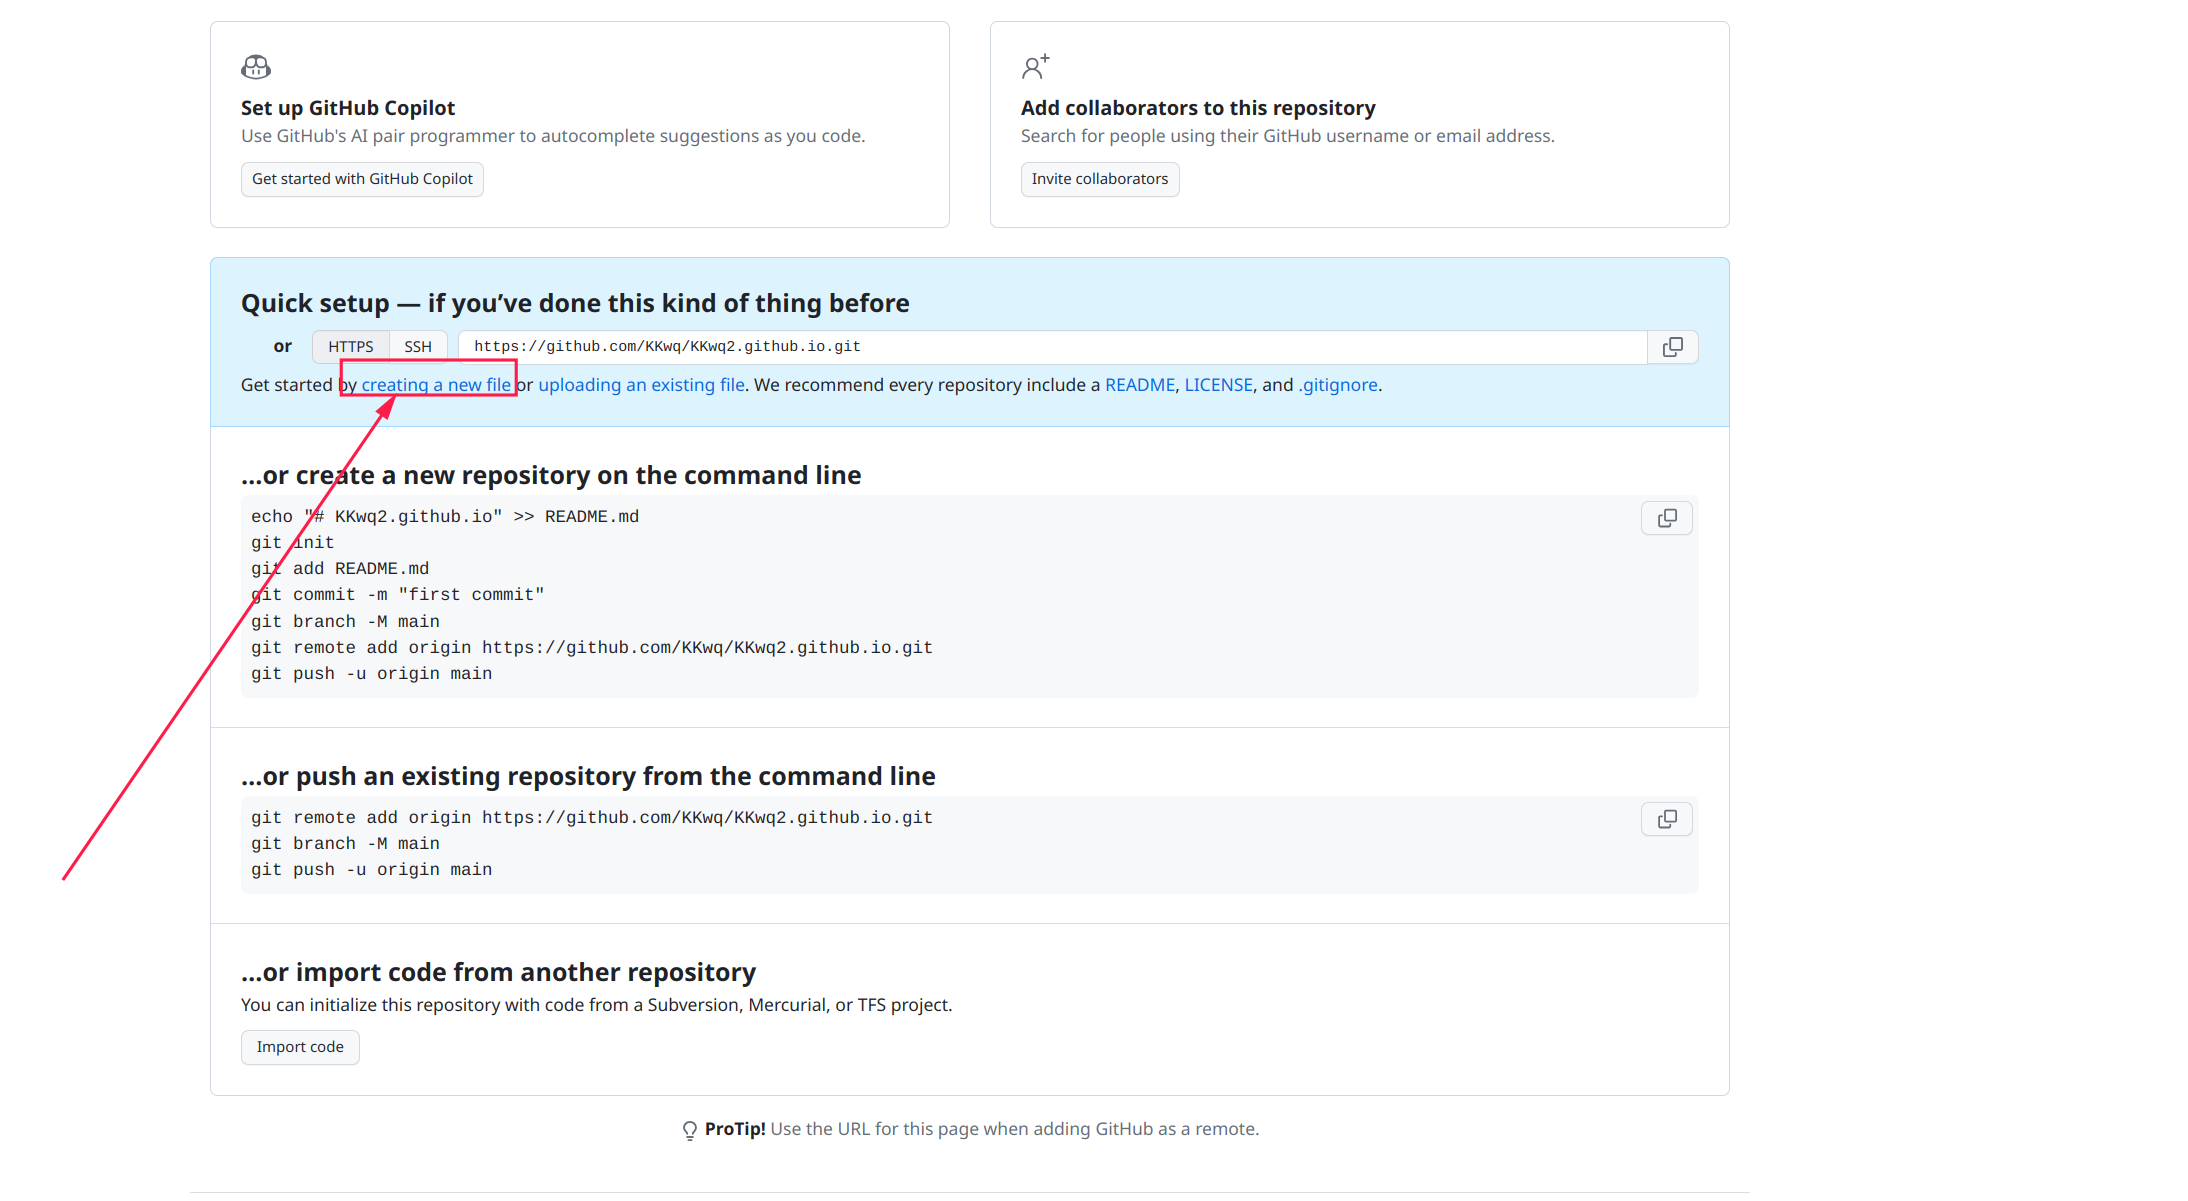 Set up GitHub Copilot
Use GitHub's AI pair programmer to autocomplete suggestions as you code.
Get started with GitHub Copilot
Add collaborators to this repository
Search for people using their GitHub username or email address.
Invite collaborators
Quick setup — if you’ve done this kind of thing before
or HTTPS SSH https://github.com/KKwq/KKwq2.github.io.git
Get started by creating a new file or uploading an existing file. We recommend every repository include a README, LICENSE, and .gitignore.
…or create a new repository on the command line
echo "# KKwq2.github.io" >> README.md
git init
git add README.md
git commit -m "first commit"
git branch -M main
git remote add origin https://github.com/KKwq/KKwq2.github.io.git
git push -u origin main
…or push an existing repository from the command line
git remote add origin https://github.com/KKwq/KKwq2.github.io.git
git branch -M main
git push -u origin main
…or import code from another repository
You can initialize this repository with code from a Subversion, Mercurial, or TFS project.
Import code
ProTip! Use the URL for this page when adding GitHub as a remote.